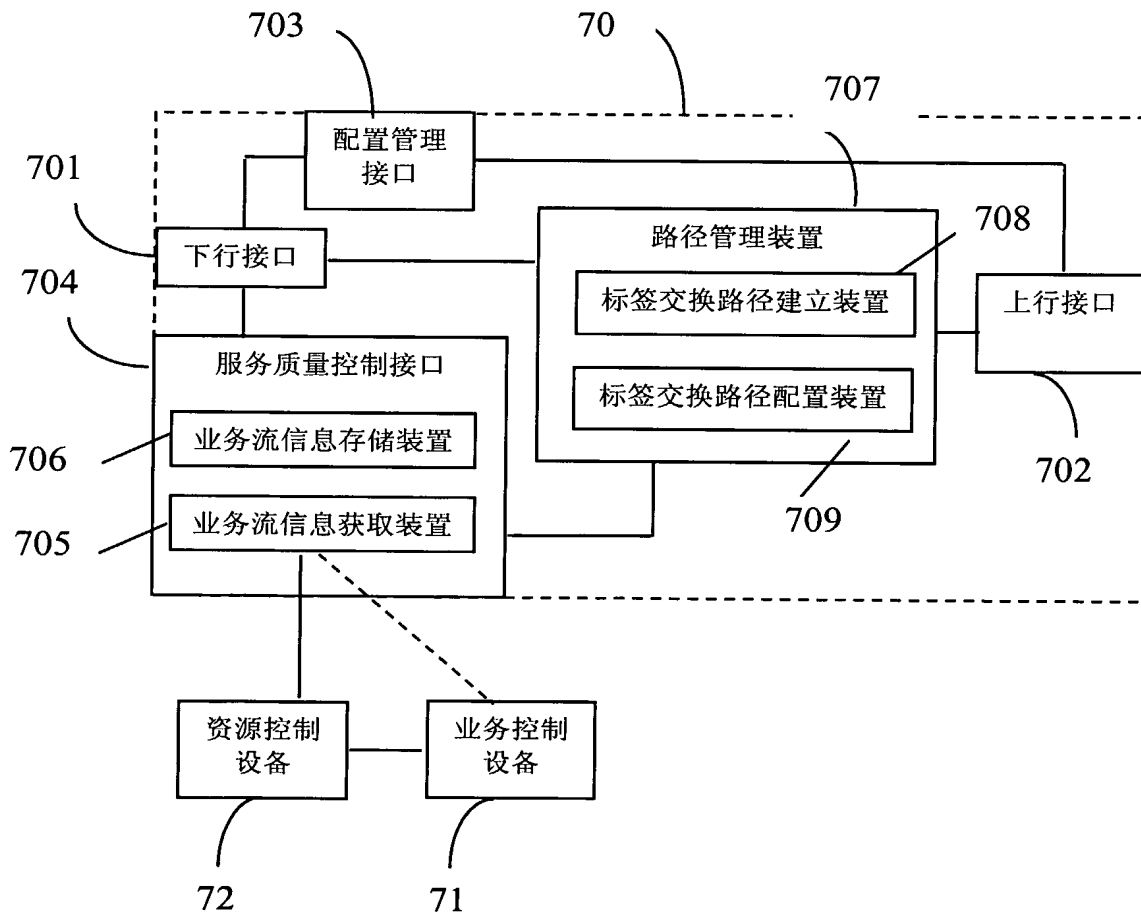 703
70
707
配置管理
接口
701
708
路径管理装置
下行接口
704
标签交换路径建立装置
上行接口
服务质量控制接口
标签交换路径配置装置
706
业务流信息存储装置
702
705
业务流信息获取装置
709
资源控制
设备
业务控制
设备
72
71